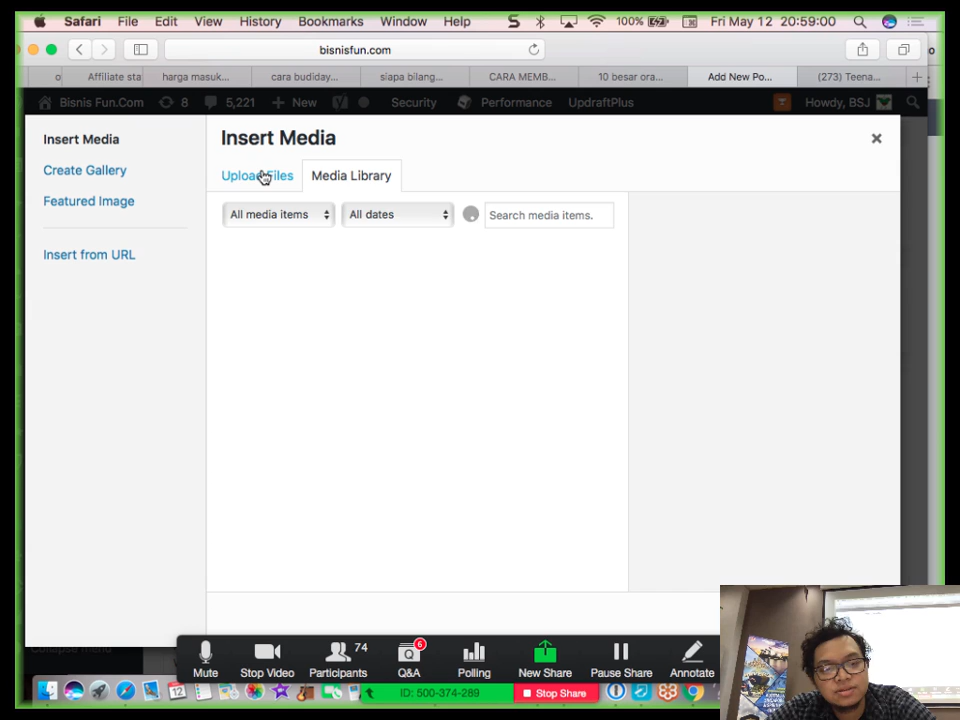 Safari File Edit View History Bookmarks Window Help 100% Fri May 12 20:59:00
bisnisfun.com
Affiliate sta harga masuk... cara budiday... siapa bilang... CARA MEMB... 10 besar ora... Add New Po... (273) Teena...
Bisnis Fun.Com 8 5,221 New Security Performance UpdraftPlus Howdy, BSJ
Insert Media
Create Gallery
Featured Image
Insert from URL
Insert Media
Upload Files Media Library
All media items All dates Search media items.
Collapse menu
74 6
Mute Stop Video Participants Q&A Polling New Share Pause Share Annotate
12 ID: 500-374-289 Stop Share